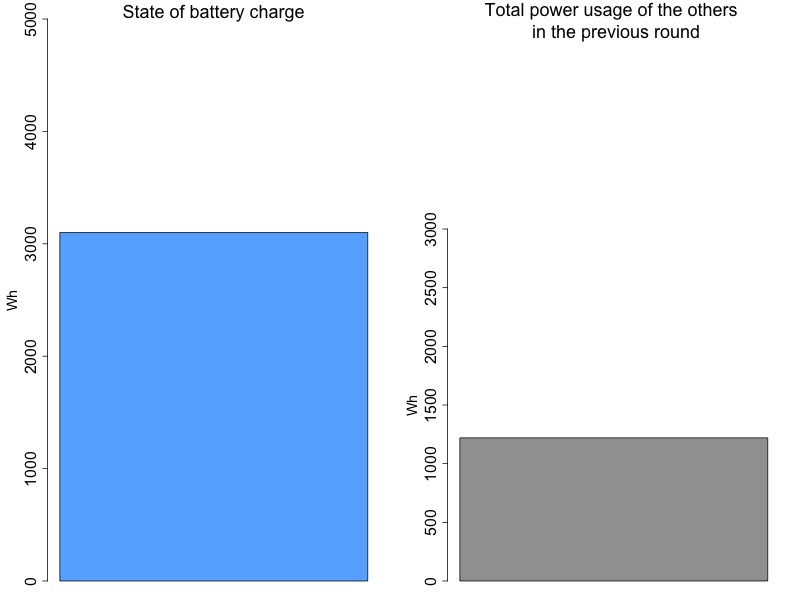 State of battery charge
5000
4000
3000
2000
1000
0
Wh
Total power usage of the others
in the previous round
3000
2500
2000
1500
1000
500
0
Wh